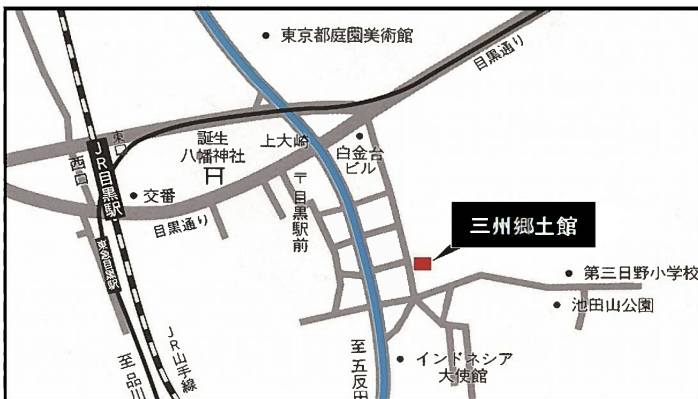 東京都庭園美術館
目黒通り
東口
誕生
八幡神社
上大崎
白金台
ビル
西口
JR目黒駅
交番
〒目黒駅前
目黒通り
三州郷土館
東急目黒駅
第三日野小学校
池田山公園
JR山手線
至品川
至五反田
インドネシア
大使館